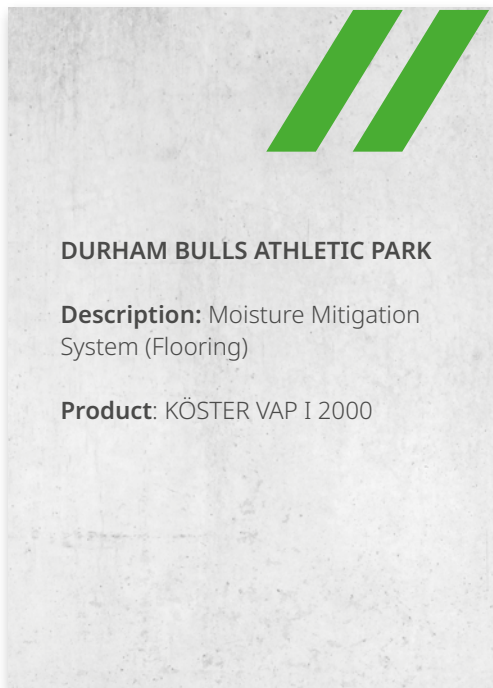 DURHAM BULLS ATHLETIC PARK
Description: Moisture Mitigation
System (Flooring)
Product: KÖSTER VAP I 2000